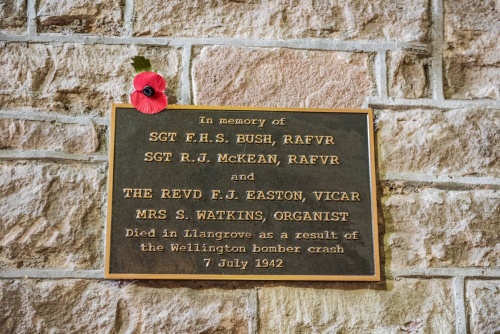 In memory of
SGT F.H.S. BUSH, RAFVR
SGT R.J. McKEAN, RAFVR
and
THE REVD F.J. EASTON, VICAR
MRS S. WATKINS, ORGANIST
Died in Llangrove as a result of
the Wellington bomber crash
7 July 1942